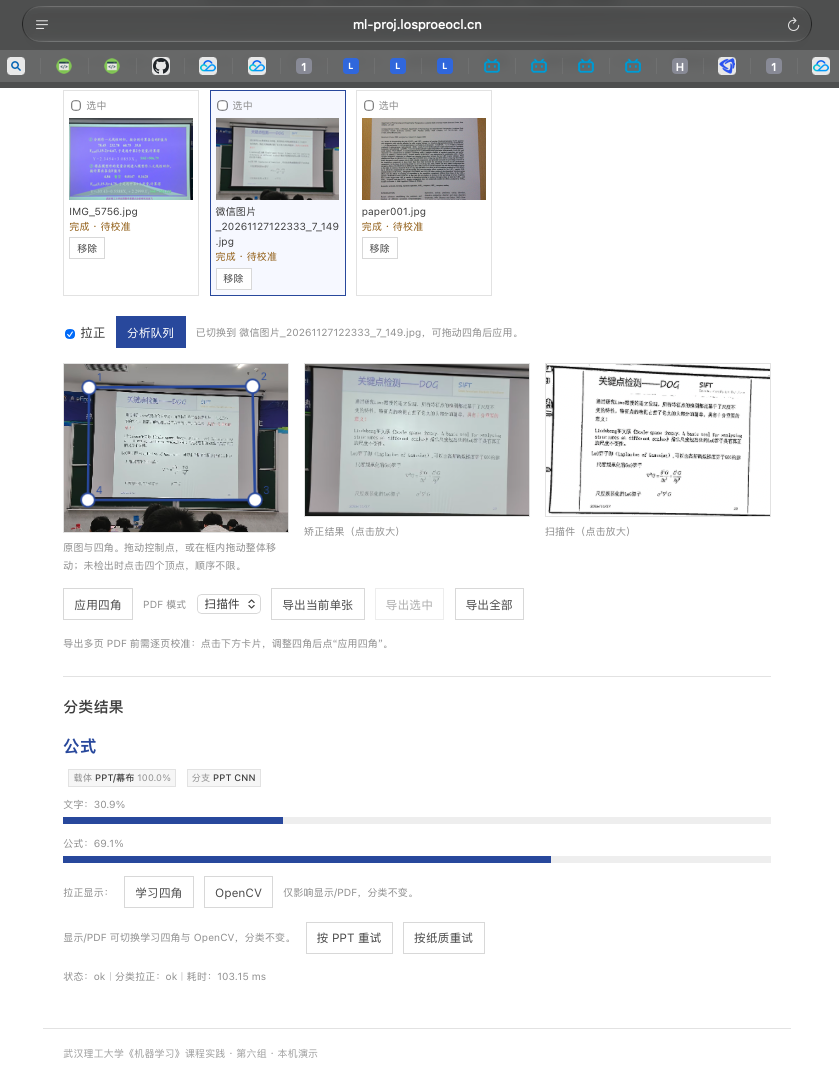 ml-proj.losproeocl.cn
1
L
L
L
H
1
选中
选中
选中
IMG_5756.jpg
完成 · 待校准
移除
微信图片
_20261127122333_7_149
.jpg
完成 · 待校准
移除
paper001.jpg
完成 · 待校准
移除
拉正
分析队列
已切换到 微信图片_20261127122333_7_149.jpg，可拖动四角后应用。
1
2
3
4
关键点检测——DOG
SIFT
关键点检测——DOG
SIFT
原图与四角。拖动控制点，或在框内拖动整体移
动；未检出时点击四个顶点，顺序不限。
矫正结果（点击放大）
扫描件（点击放大）
应用四角
PDF 模式
扫描件
导出当前单张
导出选中
导出全部
导出多页 PDF 前需逐页校准：点击下方卡片，调整四角后点“应用四角”。
分类结果
公式
载体 PPT/幕布 100.0%
分支 PPT CNN
文字：30.9%
公式：69.1%
拉正显示：
学习四角
OpenCV
仅影响显示/PDF，分类不变。
显示/PDF 可切换学习四角与 OpenCV，分类不变。
按 PPT 重试
按纸质重试
状态：ok | 分类拉正：ok | 耗时：103.15 ms
武汉理工大学《机器学习》课程实践 · 第六组 · 本机演示